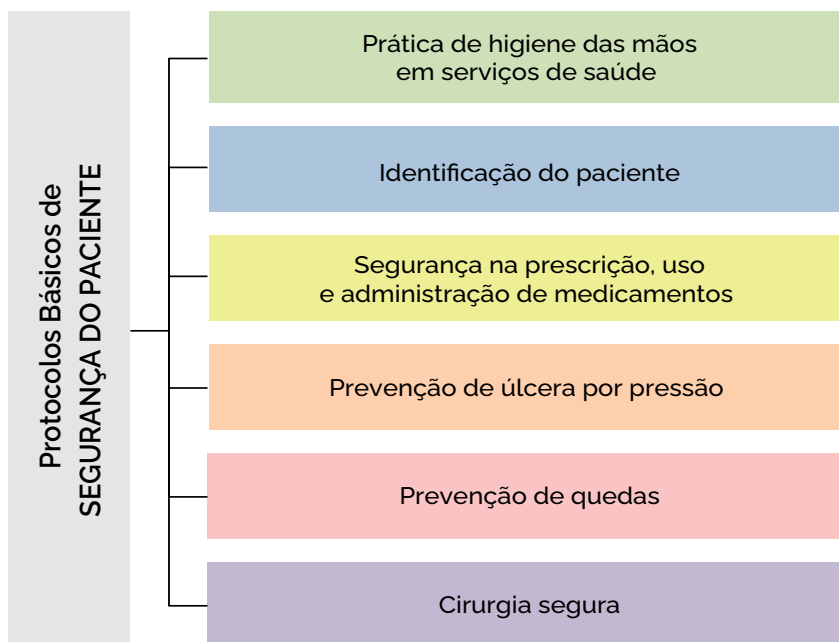 Protocolos Básicos de
SEGURANÇA DO PACIENTE
Prática de higiene das mãos
em serviços de saúde
Identificação do paciente
Segurança na prescrição, uso
e administração de medicamentos
Prevenção de úlcera por pressão
Prevenção de quedas
Cirurgia segura